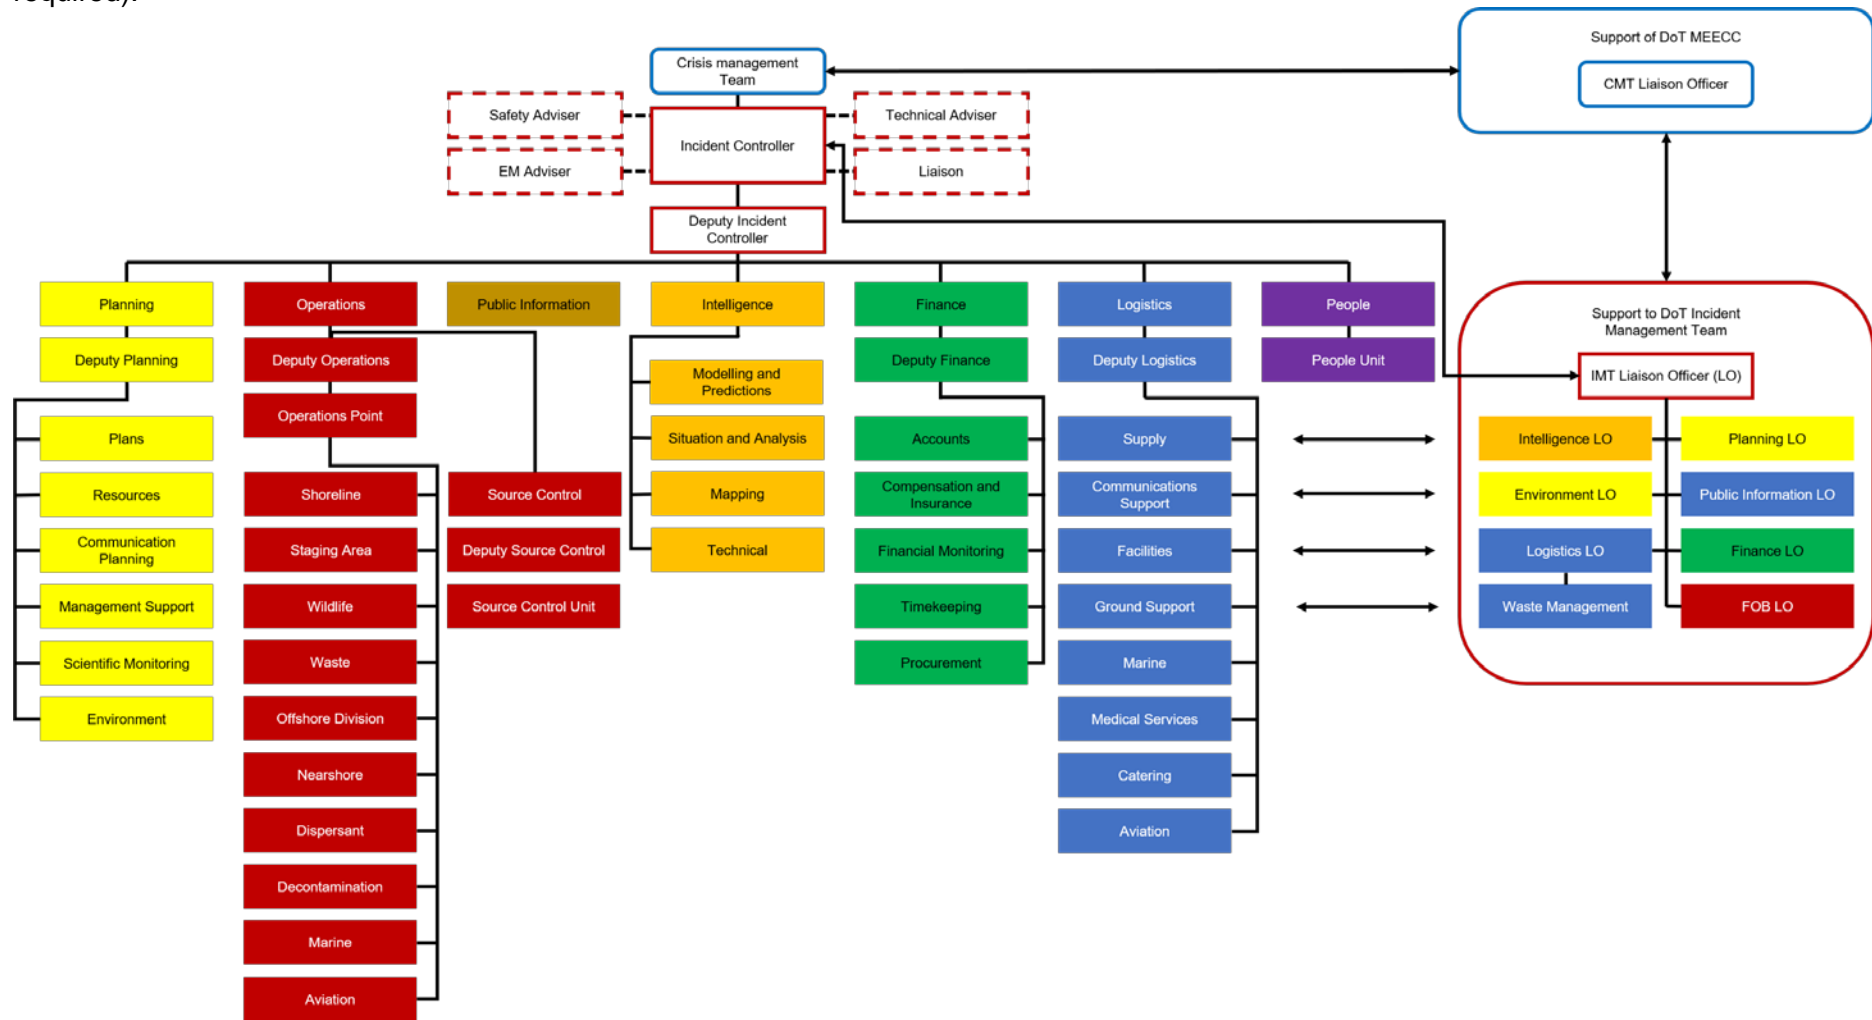 required).
Support of DoT MEECC
Crisis management
Team
CMT Liaison Officer
Safety Adviser
Technical Adviser
Incident Controller
EM Adviser
Liaison
Deputy Incident
Controller
Planning
Operations
Public Information
Intelligence
Finance
Logistics
People
Support to DoT Incident
Management Team
Deputy Planning
Deputy Operations
Deputy Finance
Deputy Logistics
People Unit
IMT Liaison Officer (LO)
Modelling and
Predictions
Operations Point
Plans
Situation and Analysis
Accounts
Supply
Intelligence LO
Planning LO
Resources
Shoreline
Source Control
Mapping
Compensation and
Insurance
Communications
Support
Environment LO
Public Information LO
Communication
Planning
Staging Area
Deputy Source Control
Technical
Financial Monitoring
Facilities
Logistics LO
Finance LO
Management Support
Wildlife
Source Control Unit
Timekeeping
Ground Support
Waste Management
FOB LO
Scientific Monitoring
Waste
Procurement
Marine
Environment
Offshore Division
Medical Services
Nearshore
Catering
Dispersant
Aviation
Decontamination
Marine
Aviation